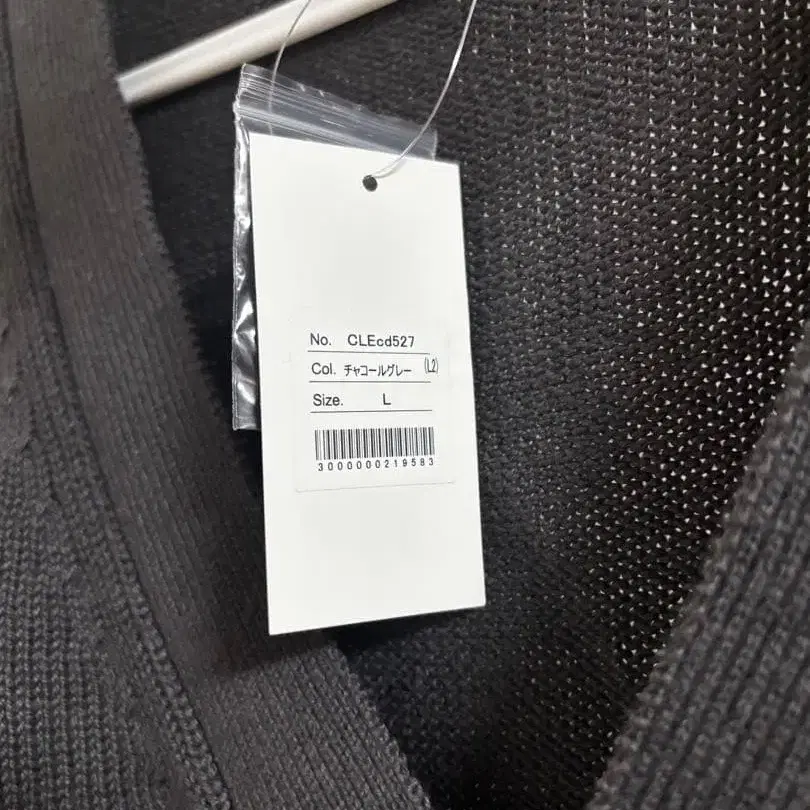 No. CLEcd527
Col. チャコールグレー (L2)
Size. L
3000000219583